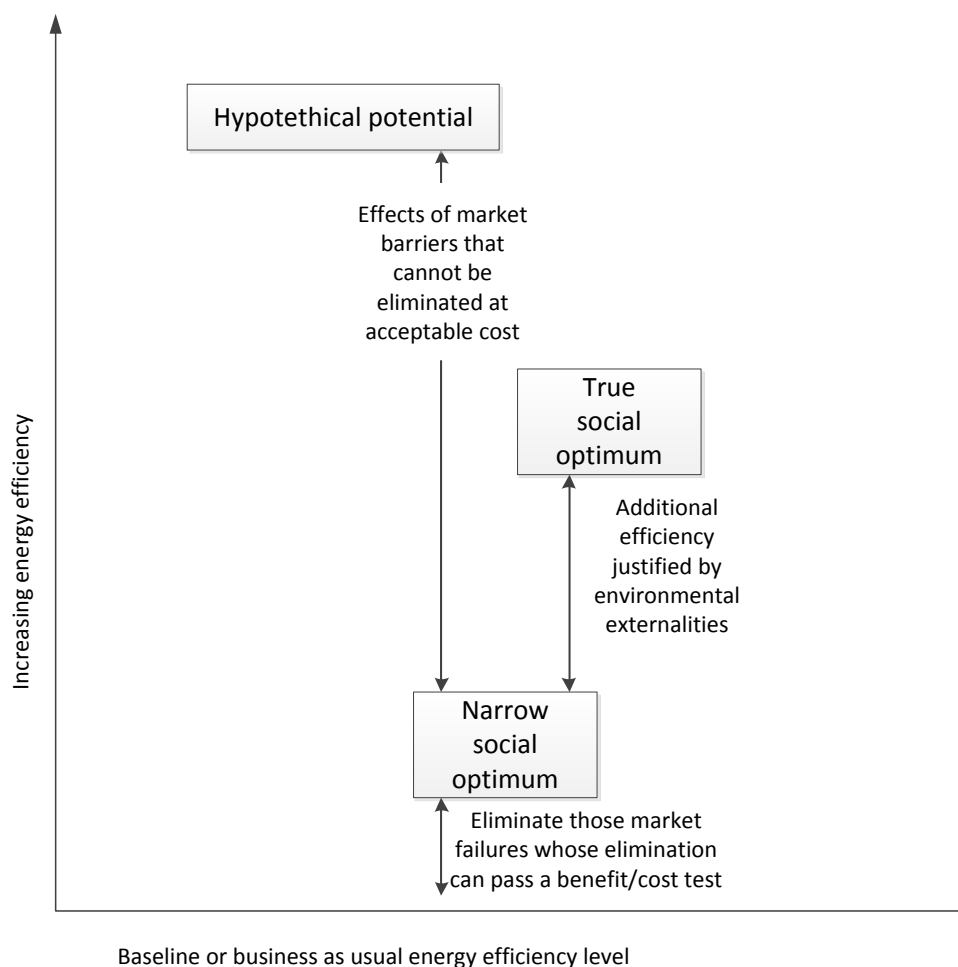 Hypotethical potential
Effects of market
barriers that
cannot be
eliminated at
acceptable cost
True
social
optimum
Increasing energy efficiency
Additional
efficiency
justified by
environmental
externalities
Narrow
social
optimum
Eliminate those market
failures whose elimination
can pass a benefit/cost test
Baseline or business as usual energy efficiency level